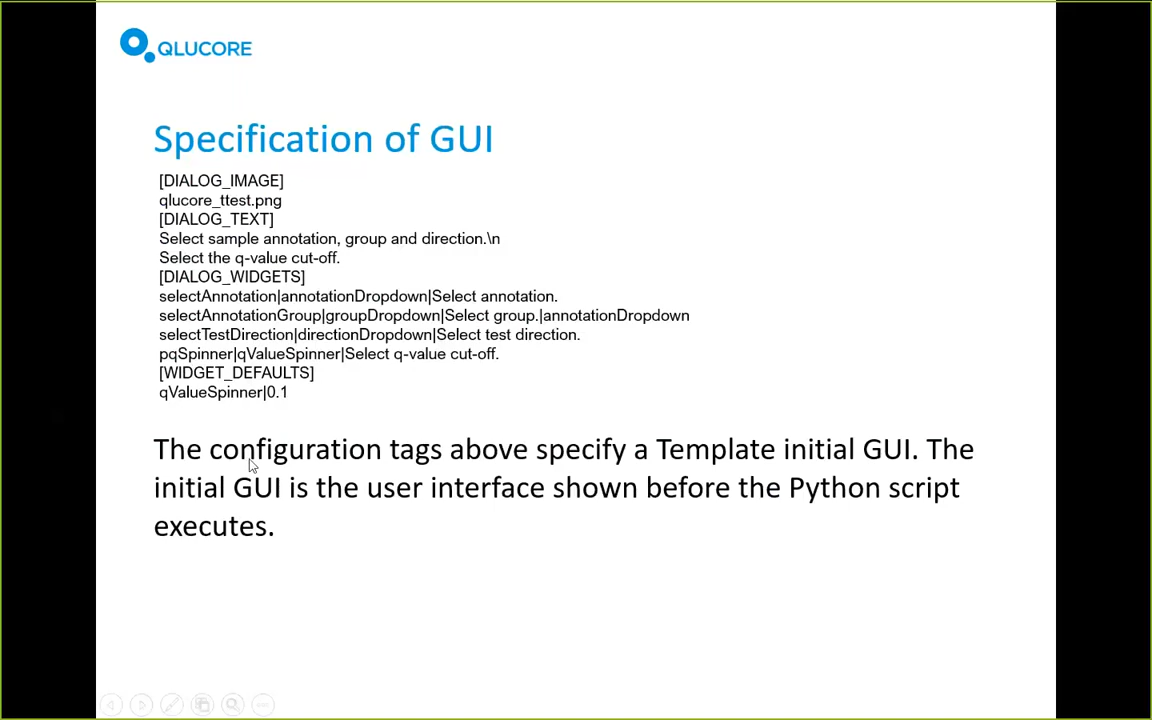 QLUCORE
Specification of GUI
[DIALOG_IMAGE]
qlucore_ttest.png
[DIALOG_TEXT]
Select sample annotation, group and direction.\n
Select the q-value cut-off.
[DIALOG_WIDGETS]
selectAnnotation|annotationDropdown|Select annotation.
selectAnnotationGroup|groupDropdown|Select group.|annotationDropdown
selectTestDirection|directionDropdown|Select test direction.
pqSpinner|qValueSpinner|Select q-value cut-off.
[WIDGET_DEFAULTS]
qValueSpinner|0.1
The configuration tags above specify a Template initial GUI. The
initial GUI is the user interface shown before the Python script
executes.